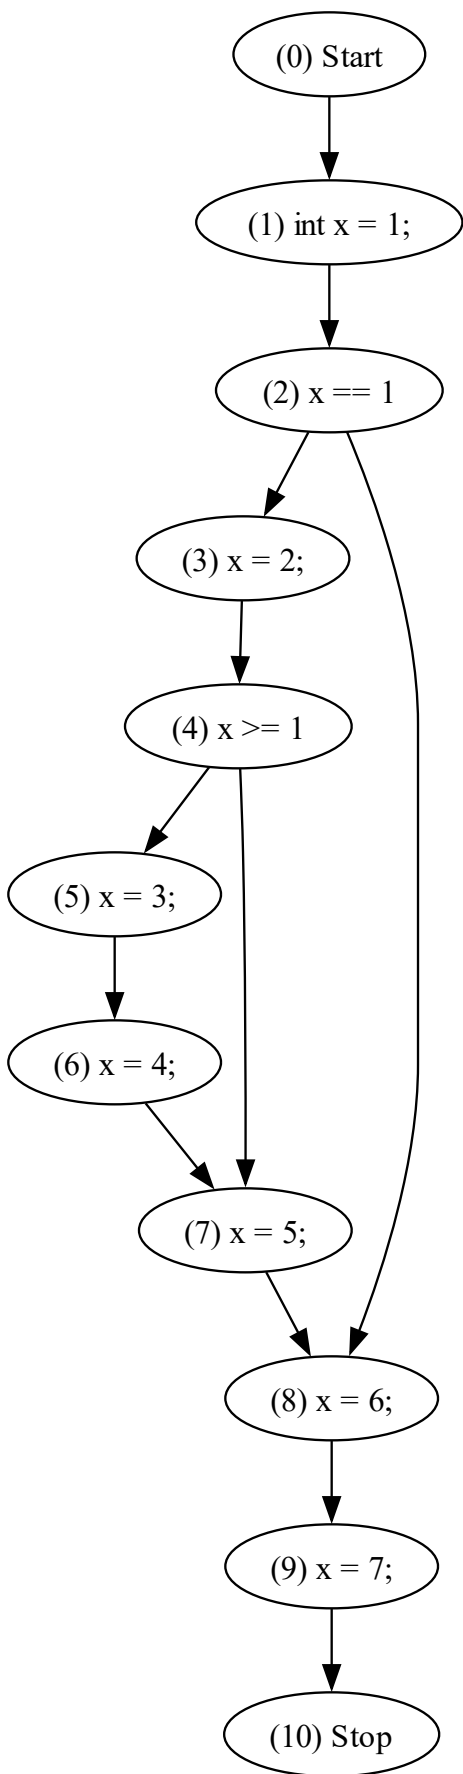 (0) Start
(1) int x = 1;
(2) x == 1
(3) x = 2;
(4) x >= 1
(5) x = 3;
(6) x = 4;
(7) x = 5;
(8) x = 6;
(9) x = 7;
(10) Stop